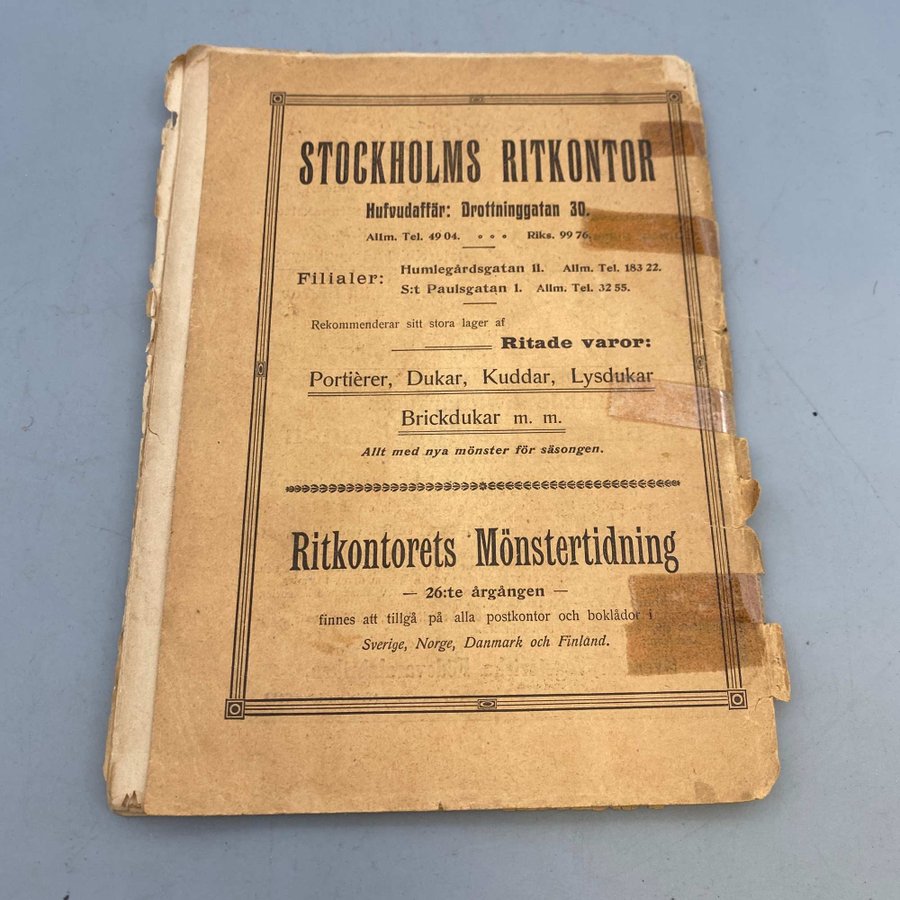 STOCKHOLMS RITKONTOR
Hufvudaffär: Drottninggatan 30.
Allm. Tel. 49 04. Riks. 99 76.
Filialer: Humlegårdsgatan 11. Allm. Tel. 183 22.
S:t Paulsgatan 1. Allm. Tel. 32 55.
Rekommenderar sitt stora lager af
Ritade varor:
Portièrer, Dukar, Kuddar, Lysdukar
Brickdukar m. m.
Allt med nya mönster för säsongen.
Ritkontorets Mönstertidning
— 26:te årgången —
finnes att tillgå på alla postkontor och boklådor i
Sverige, Norge, Danmark och Finland.